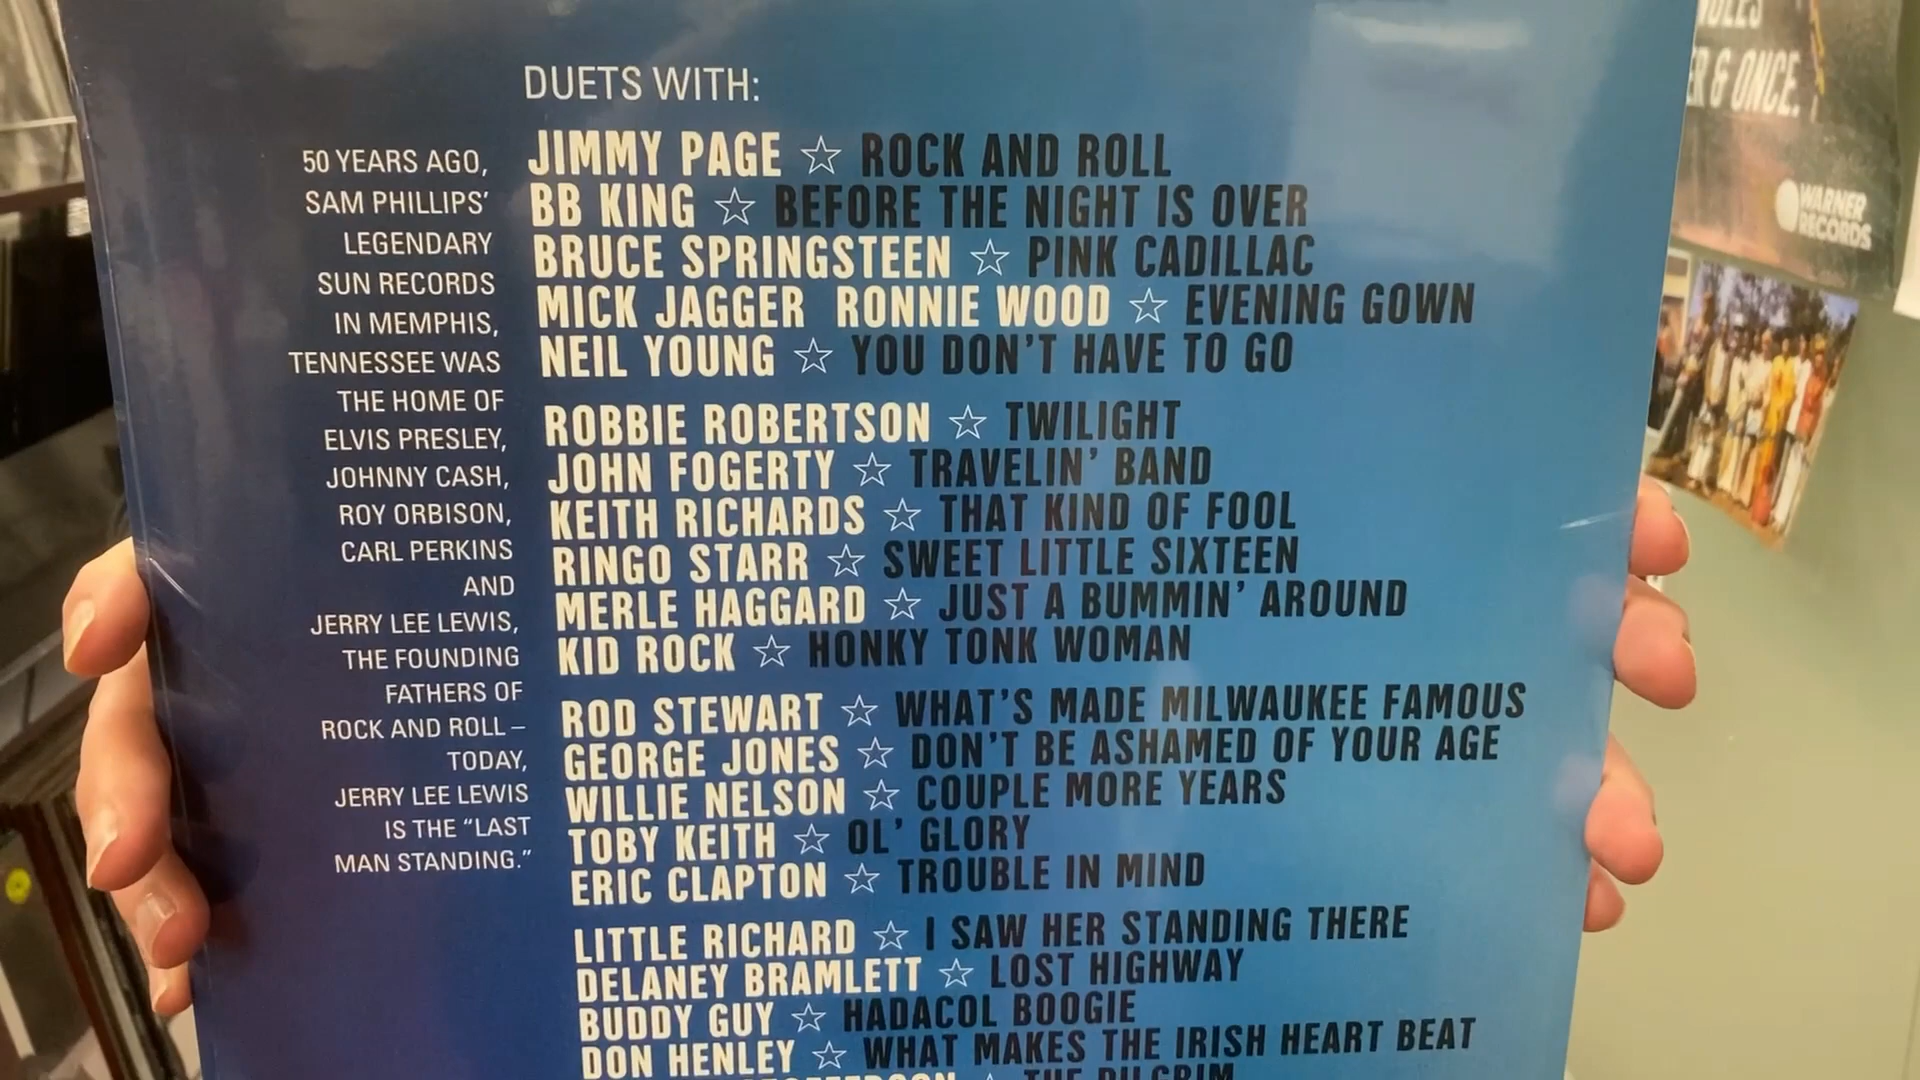 DUETS WITH:
50 YEARS AGO,
SAM PHILLIPS'
LEGENDARY
SUN RECORDS
IN MEMPHIS,
TENNESSEE WAS
THE HOME OF
ELVIS PRESLEY,
JOHNNY CASH,
ROY ORBISON,
CARL PERKINS
AND
JERRY LEE LEWIS,
THE FOUNDING
FATHERS OF
ROCK AND ROLL –
TODAY,
JERRY LEE LEWIS
IS THE "LAST
MAN STANDING."
JIMMY PAGE ☆ ROCK AND ROLL
BB KING ☆ BEFORE THE NIGHT IS OVER
BRUCE SPRINGSTEEN ☆ PINK CADILLAC
MICK JAGGER RONNIE WOOD ☆ EVENING GOWN
NEIL YOUNG ☆ YOU DON'T HAVE TO GO
ROBBIE ROBERTSON ☆ TWILIGHT
JOHN FOGERTY ☆ TRAVELIN' BAND
KEITH RICHARDS ☆ THAT KIND OF FOOL
RINGO STARR ☆ SWEET LITTLE SIXTEEN
MERLE HAGGARD ☆ JUST A BUMMIN' AROUND
KID ROCK ☆ HONKY TONK WOMAN
ROD STEWART ☆ WHAT'S MADE MILWAUKEE FAMOUS
GEORGE JONES ☆ DON'T BE ASHAMED OF YOUR AGE
WILLIE NELSON ☆ COUPLE MORE YEARS
TOBY KEITH ☆ OL' GLORY
ERIC CLAPTON ☆ TROUBLE IN MIND
LITTLE RICHARD ☆ I SAW HER STANDING THERE
DELANEY BRAMLETT ☆ LOST HIGHWAY
BUDDY GUY ☆ HADACOL BOOGIE
DON HENLEY ☆ WHAT MAKES THE IRISH HEART BEAT
THE PILGRIM
& ONCE.
WARNER
RECORDS